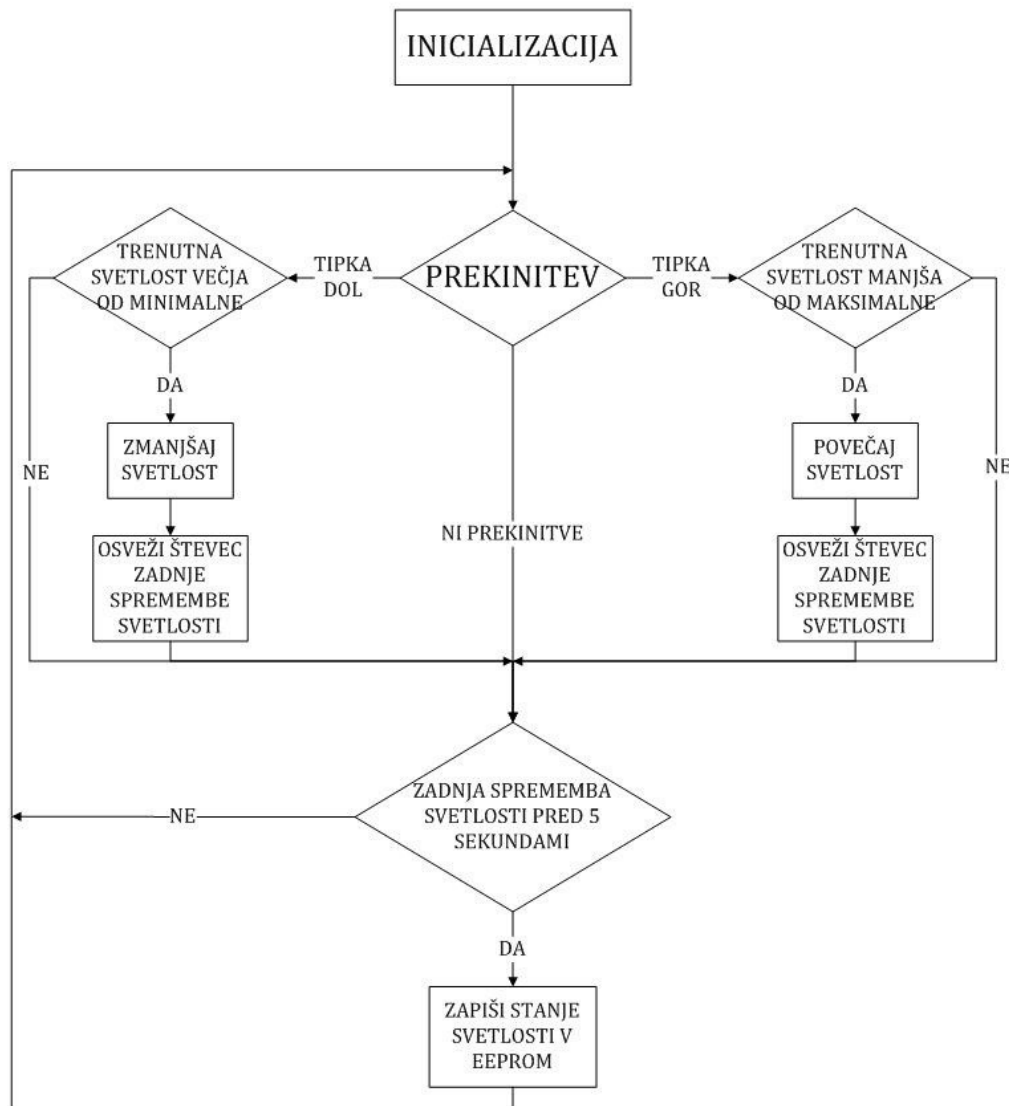 INICIALIZACIJA
TRENUTNA
SVETLOST VEČJA
OD MINIMALNE
TIPKA
DOL
PREKINITEV
TIPKA
GOR
TRENUTNA
SVETLOST MANJŠA
OD MAKSIMALNE
DA
DA
ZMANJŠAJ
SVETLOST
POVEČAJ
SVETLOST
NE
NE
NI PREKINITVE
OSVEŽI ŠTEVEC
ZADNJE
SPREMEMBE
SVETLOSTI
OSVEŽI ŠTEVEC
ZADNJE
SPREMEMBE
SVETLOSTI
ZADNJA SPREMEMBA
SVETLOSTI PRED 5
SEKUNDAMI
NE
DA
ZAPIŠI STANJE
SVETLOSTI V
EEPROM